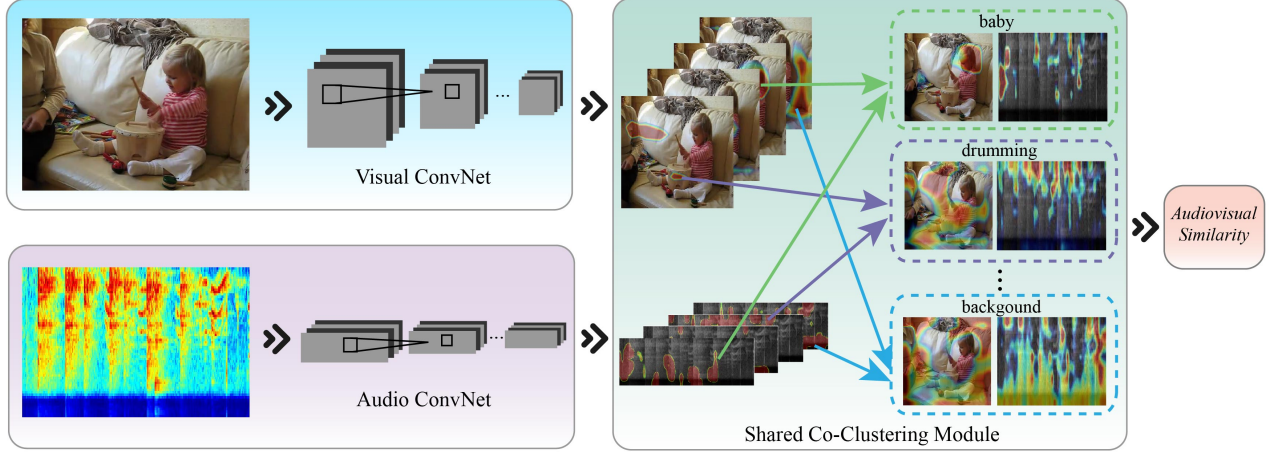 Visual ConvNet
...
Audio ConvNet
...
baby
drumming
backgound
Shared Co-Clustering Module
Audiovisual
Similarity